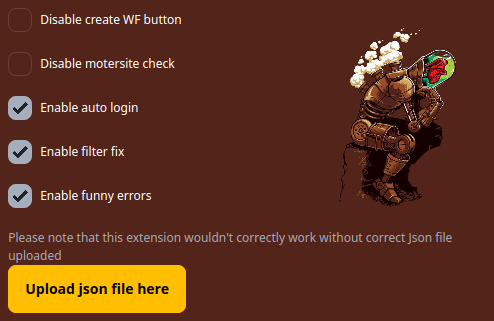 Disable create WF button
Disable motersite check
Enable auto login
Enable filter fix
Enable funny errors
Please note that this extension wouldn't correctly work without correct Json file
uploaded
Upload json file here